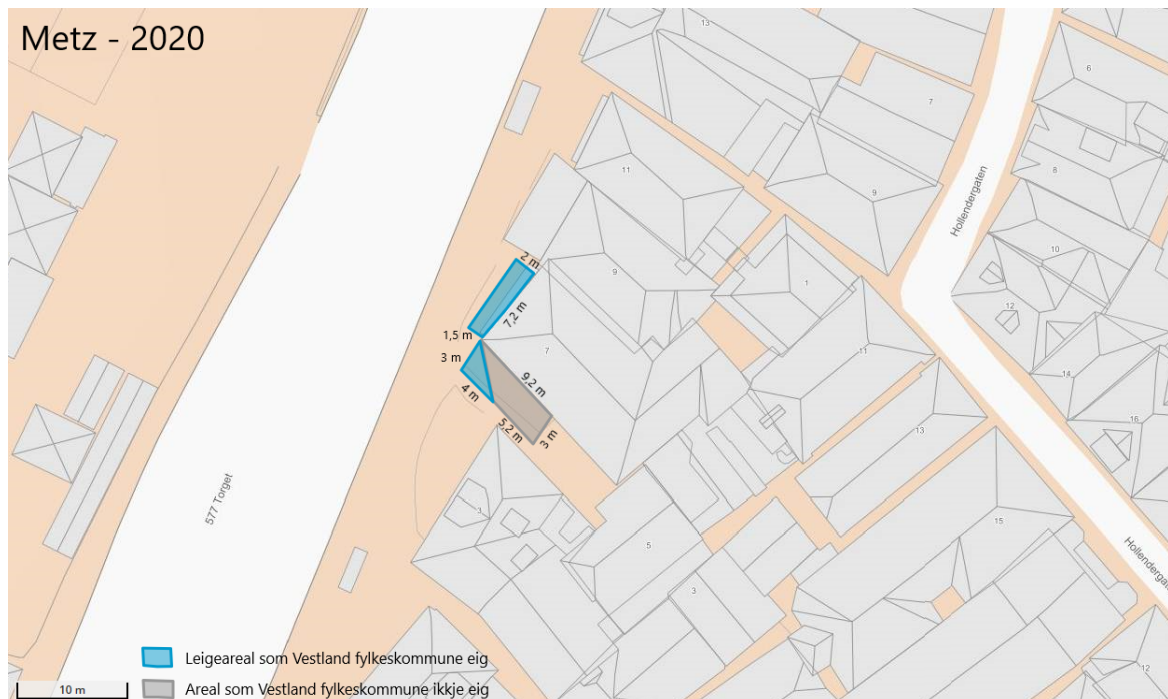 Metz - 2020
13
6
7
11
8
9
Hollendergaten
10
2 m
9
1
12
7,2 m
1,5 m
3 m
7
11
9,2 m
14
4 m
5,2 m
3 m
16
13
577 Torget
3
15
5
Hollendergaten
3
12
Leigeareal som Vestland fylkeskommune eig
10 m
Areal som Vestland fylkeskommune ikkje eig